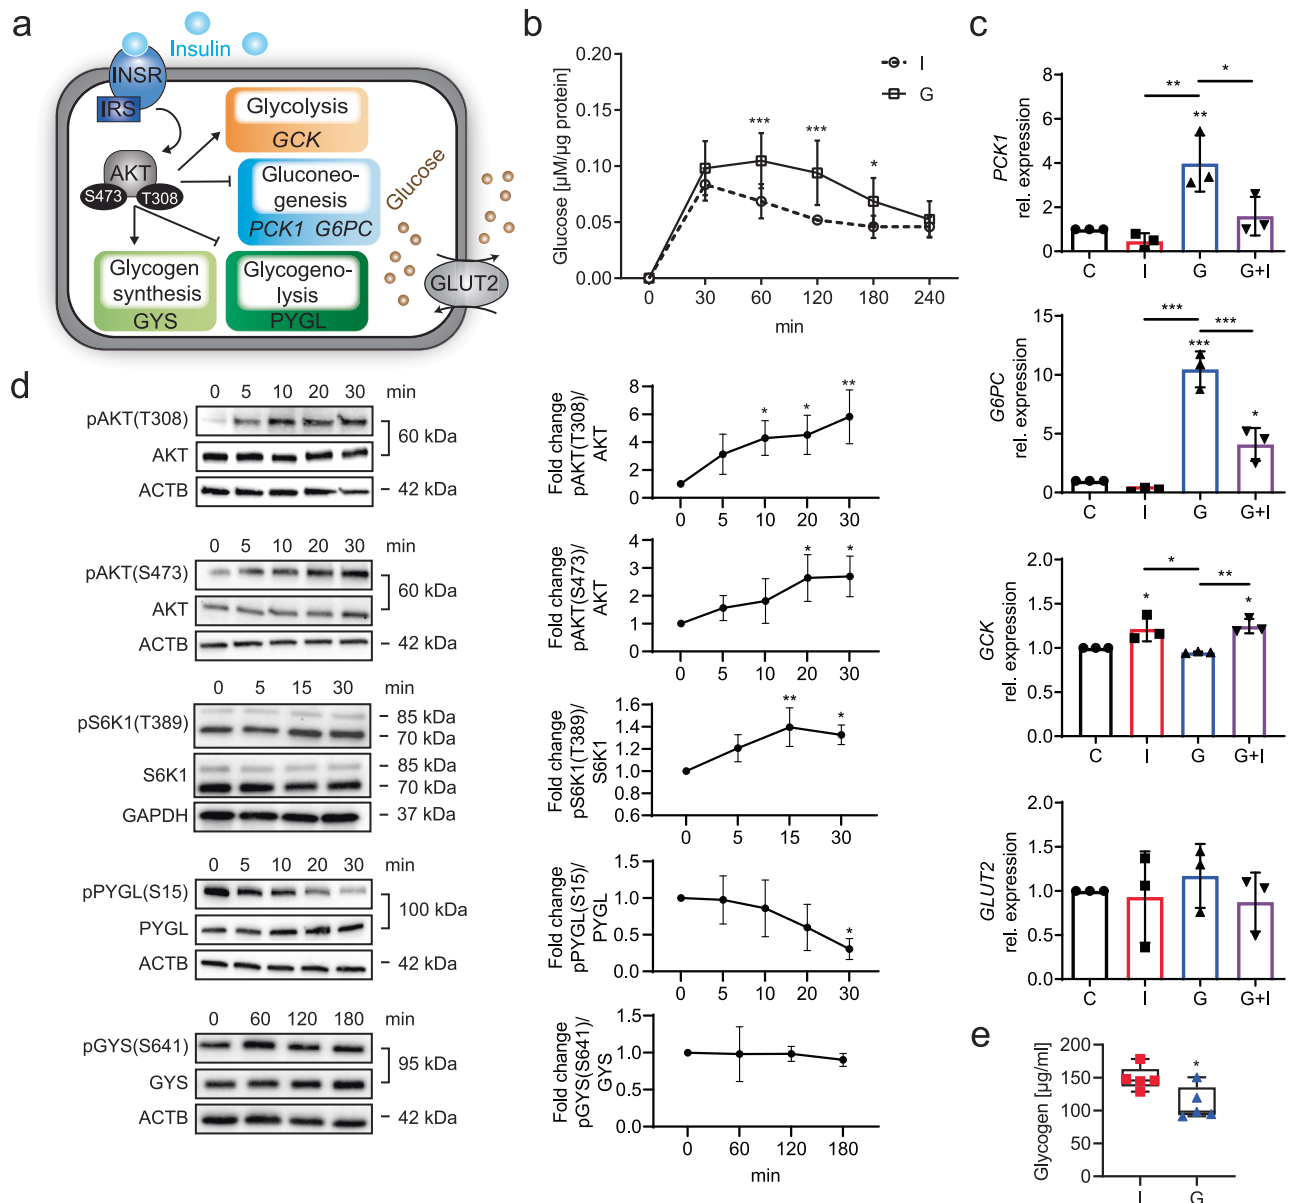 a
Insulin
INSR
IRS
AKT
S473
T308
Glycolysis
GCK
Gluconeo-
genesis
PCK1 G6PC
Glycogen
synthesis
GYS
Glycogeno-
lysis
PYGL
Glucose
GLUT2
b
Glucose [µM/µg protein]
0.20
0.15
0.10
0.05
0.00
I
G
***
***
*
0 30 60 120 180 240
min
c
PCK1
rel. expression
8
6
4
2
0
**
*
**
C I G G+I
G6PC
rel. expression
15
10
5
0
***
***
***
*
C I G G+I
GCK
rel. expression
2.0
1.5
1.0
0.5
0.0
*
**
*
*
C I G G+I
GLUT2
rel. expression
2.0
1.5
1.0
0.5
0.0
C I G G+I
d
0 5 10 20 30 min
pAKT(T308)
AKT
60 kDa
ACTB
42 kDa
Fold change
pAKT(T308)/
AKT
8
6
4
2
0
*
*
**
0 5 10 20 30
0 5 10 20 30 min
pAKT(S473)
AKT
60 kDa
ACTB
42 kDa
Fold change
pAKT(S473)/
AKT
4
3
2
1
0
*
*
0 5 10 20 30
0 5 15 30 min
pS6K1(T389)
85 kDa
70 kDa
S6K1
85 kDa
70 kDa
GAPDH
37 kDa
Fold change
pS6K1(T389)/
S6K1
1.6
1.4
1.2
1.0
0.8
0.6
**
*
0 5 15 30
0 5 10 20 30 min
pPYGL(S15)
PYGL
100 kDa
ACTB
42 kDa
Fold change
pPYGL(S15)/
PYGL
1.5
1.0
0.5
0.0
*
0 5 10 20 30
0 60 120 180 min
pGYS(S641)
GYS
95 kDa
ACTB
42 kDa
Fold change
pGYS(S641)/
GYS
1.5
1.0
0.5
0.0
0 60 120 180
min
e
Glycogen [µg/ml]
200
150
100
50
0
*
I G